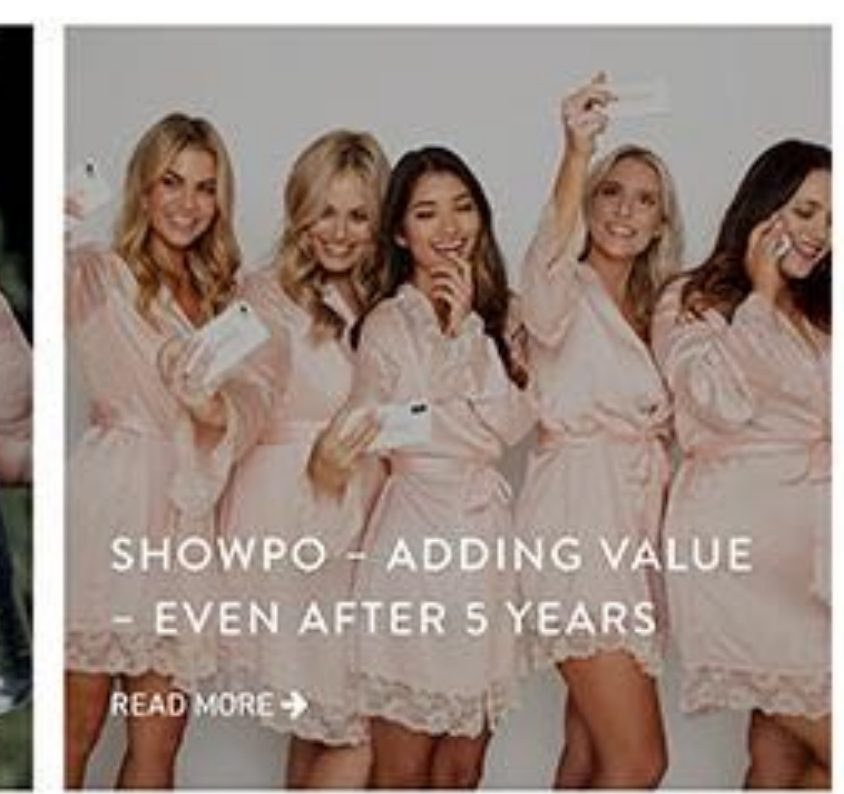 SHOWPO – ADDING VALUE
– EVEN AFTER 5 YEARS
READ MORE →